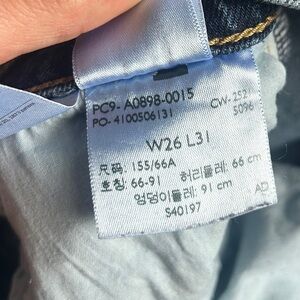 PC9- A0898-0015
PO- 4100506131
CW- 252
5096
W26 L31
尺码: 155/66A
호칭: 66-91 허리둘레: 66 cm
엉덩이둘레: 91 cm
AD
S40197